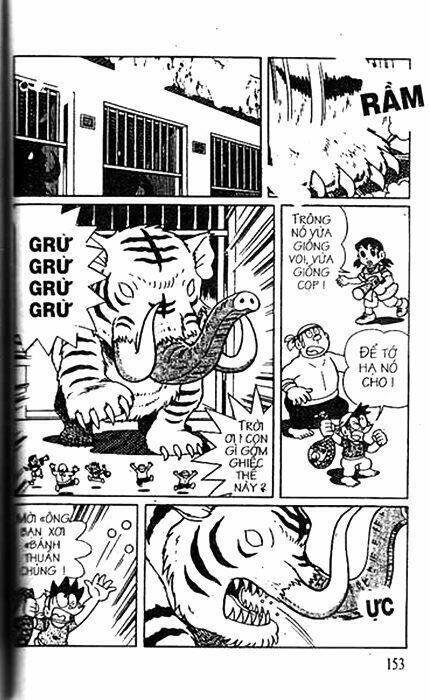 RẦM
GRỪ
GRỪ
GRỪ
GRỪ
TRỜI
ƠI! CON
GÌ GỚM
GHIẾC
THẾ
NÀY?
TRÔNG
NÓ VỪA
GIỐNG
VOI, VỪA
GIỐNG
CỌP!
ĐỂ TỚ
HẠ NÓ
CHO!
MỜI «ÔNG
BẠN XƠI
«BÁNH
THUẦN
CHỦNG!
ỰC
153